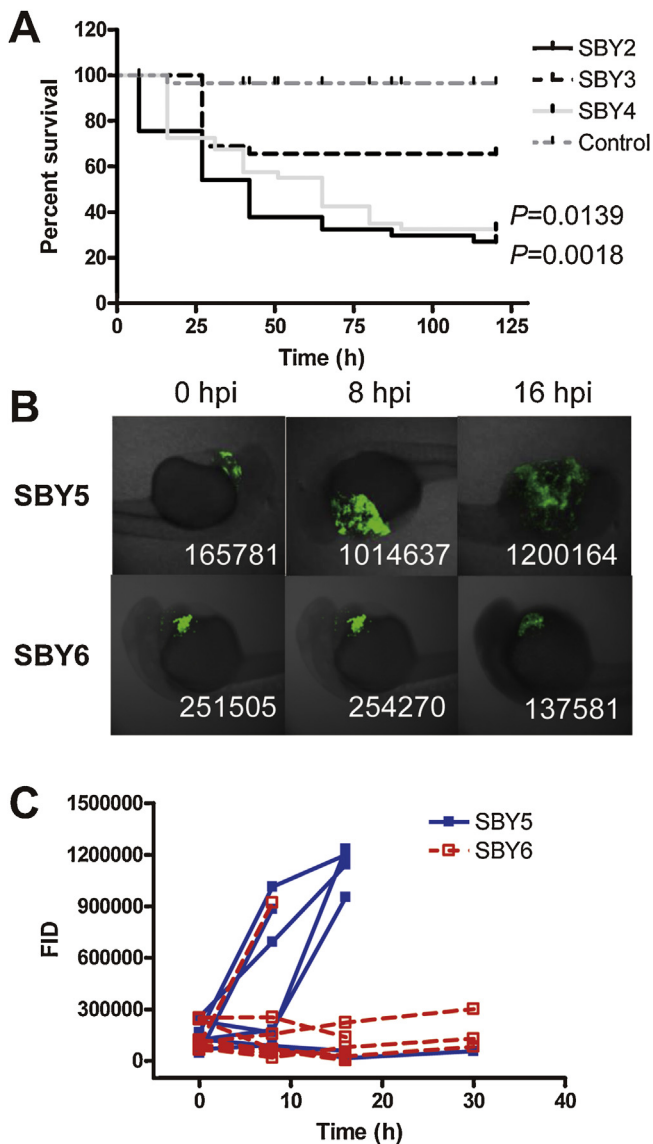 A
Percent survival
120
100
80
60
40
20
0
0 25 50 75 100 125
Time (h)
SBY2
SBY3
SBY4
Control
P=0.0139
P=0.0018
B
0 hpi 8 hpi 16 hpi
SBY5
165781 1014637 1200164
SBY6
251505 254270 137581
C
FID
1500000
1200000
900000
600000
300000
0
0 10 20 30 40
Time (h)
SBY5
SBY6